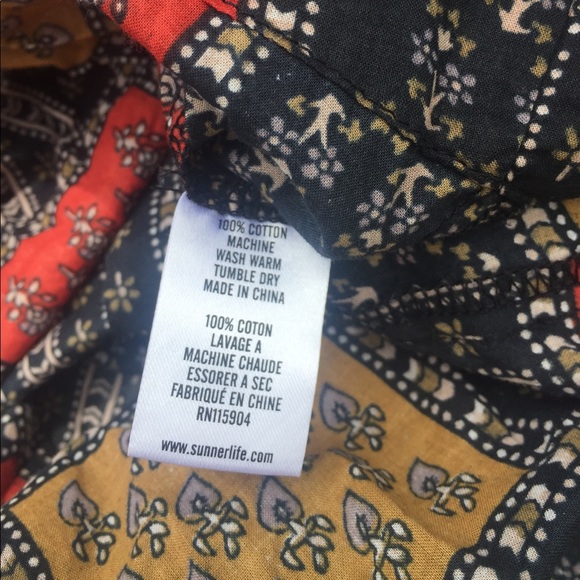 100% COTTON
MACHINE
WASH WARM
TUMBLE DRY
MADE IN CHINA
100% COTON
LAVAGE A
MACHINE CHAUDE
ESSORER A SEC
FABRIQUÉ EN CHINE
RN115904
www.sunnerlife.com